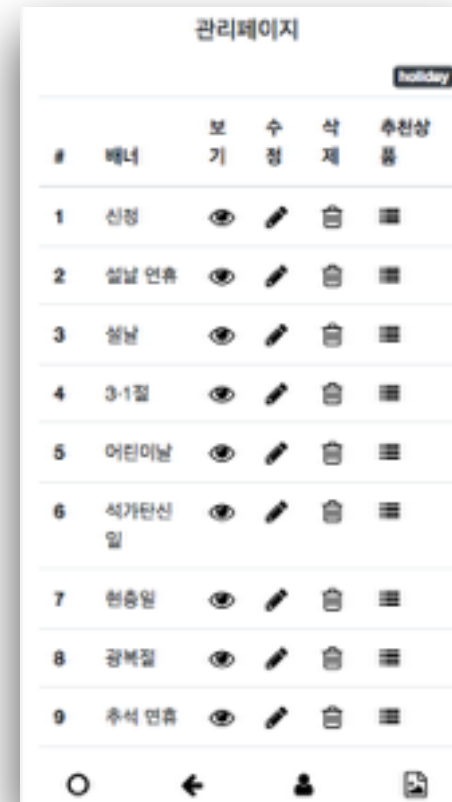 관리페이지
holiday
# 배너 보기 수정 삭제 추천상품
1 신정
2 설날 연휴
3 설날
4 3·1절
5 어린이날
6 석가탄신일
7 현충일
8 광복절
9 추석 연휴